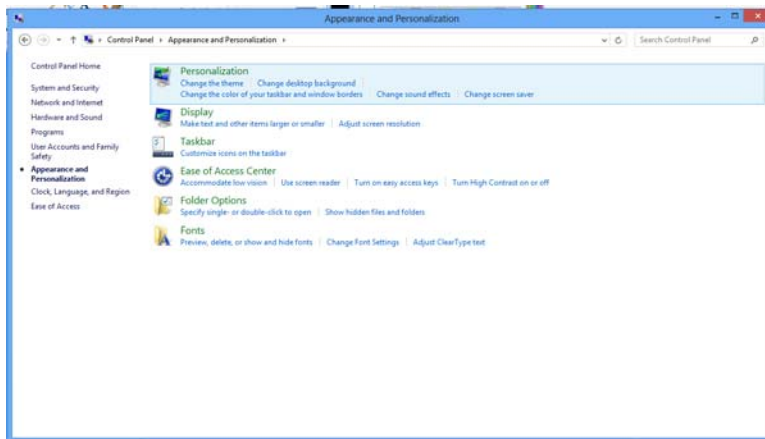 Appearance and Personalization
Control Panel Appearance and Personalization Search Control Panel
Control Panel Home
System and Security
Network and Internet
Hardware and Sound
Programs
User Accounts and Family
Safety
Appearance and
Personalization
Clock, Language, and Region
Ease of Access
Personalization
Change the theme Change desktop background
Change the color of your taskbar and window borders Change sound effects Change screen saver
Display
Make text and other items larger or smaller Adjust screen resolution
Taskbar
Customize icons on the taskbar
Ease of Access Center
Accommodate low vision Use screen reader Turn on easy access keys Turn High Contrast on or off
Folder Options
Specify single- or double-click to open Show hidden files and folders
Fonts
Preview, delete, or show and hide fonts Change Font Settings Adjust ClearType text